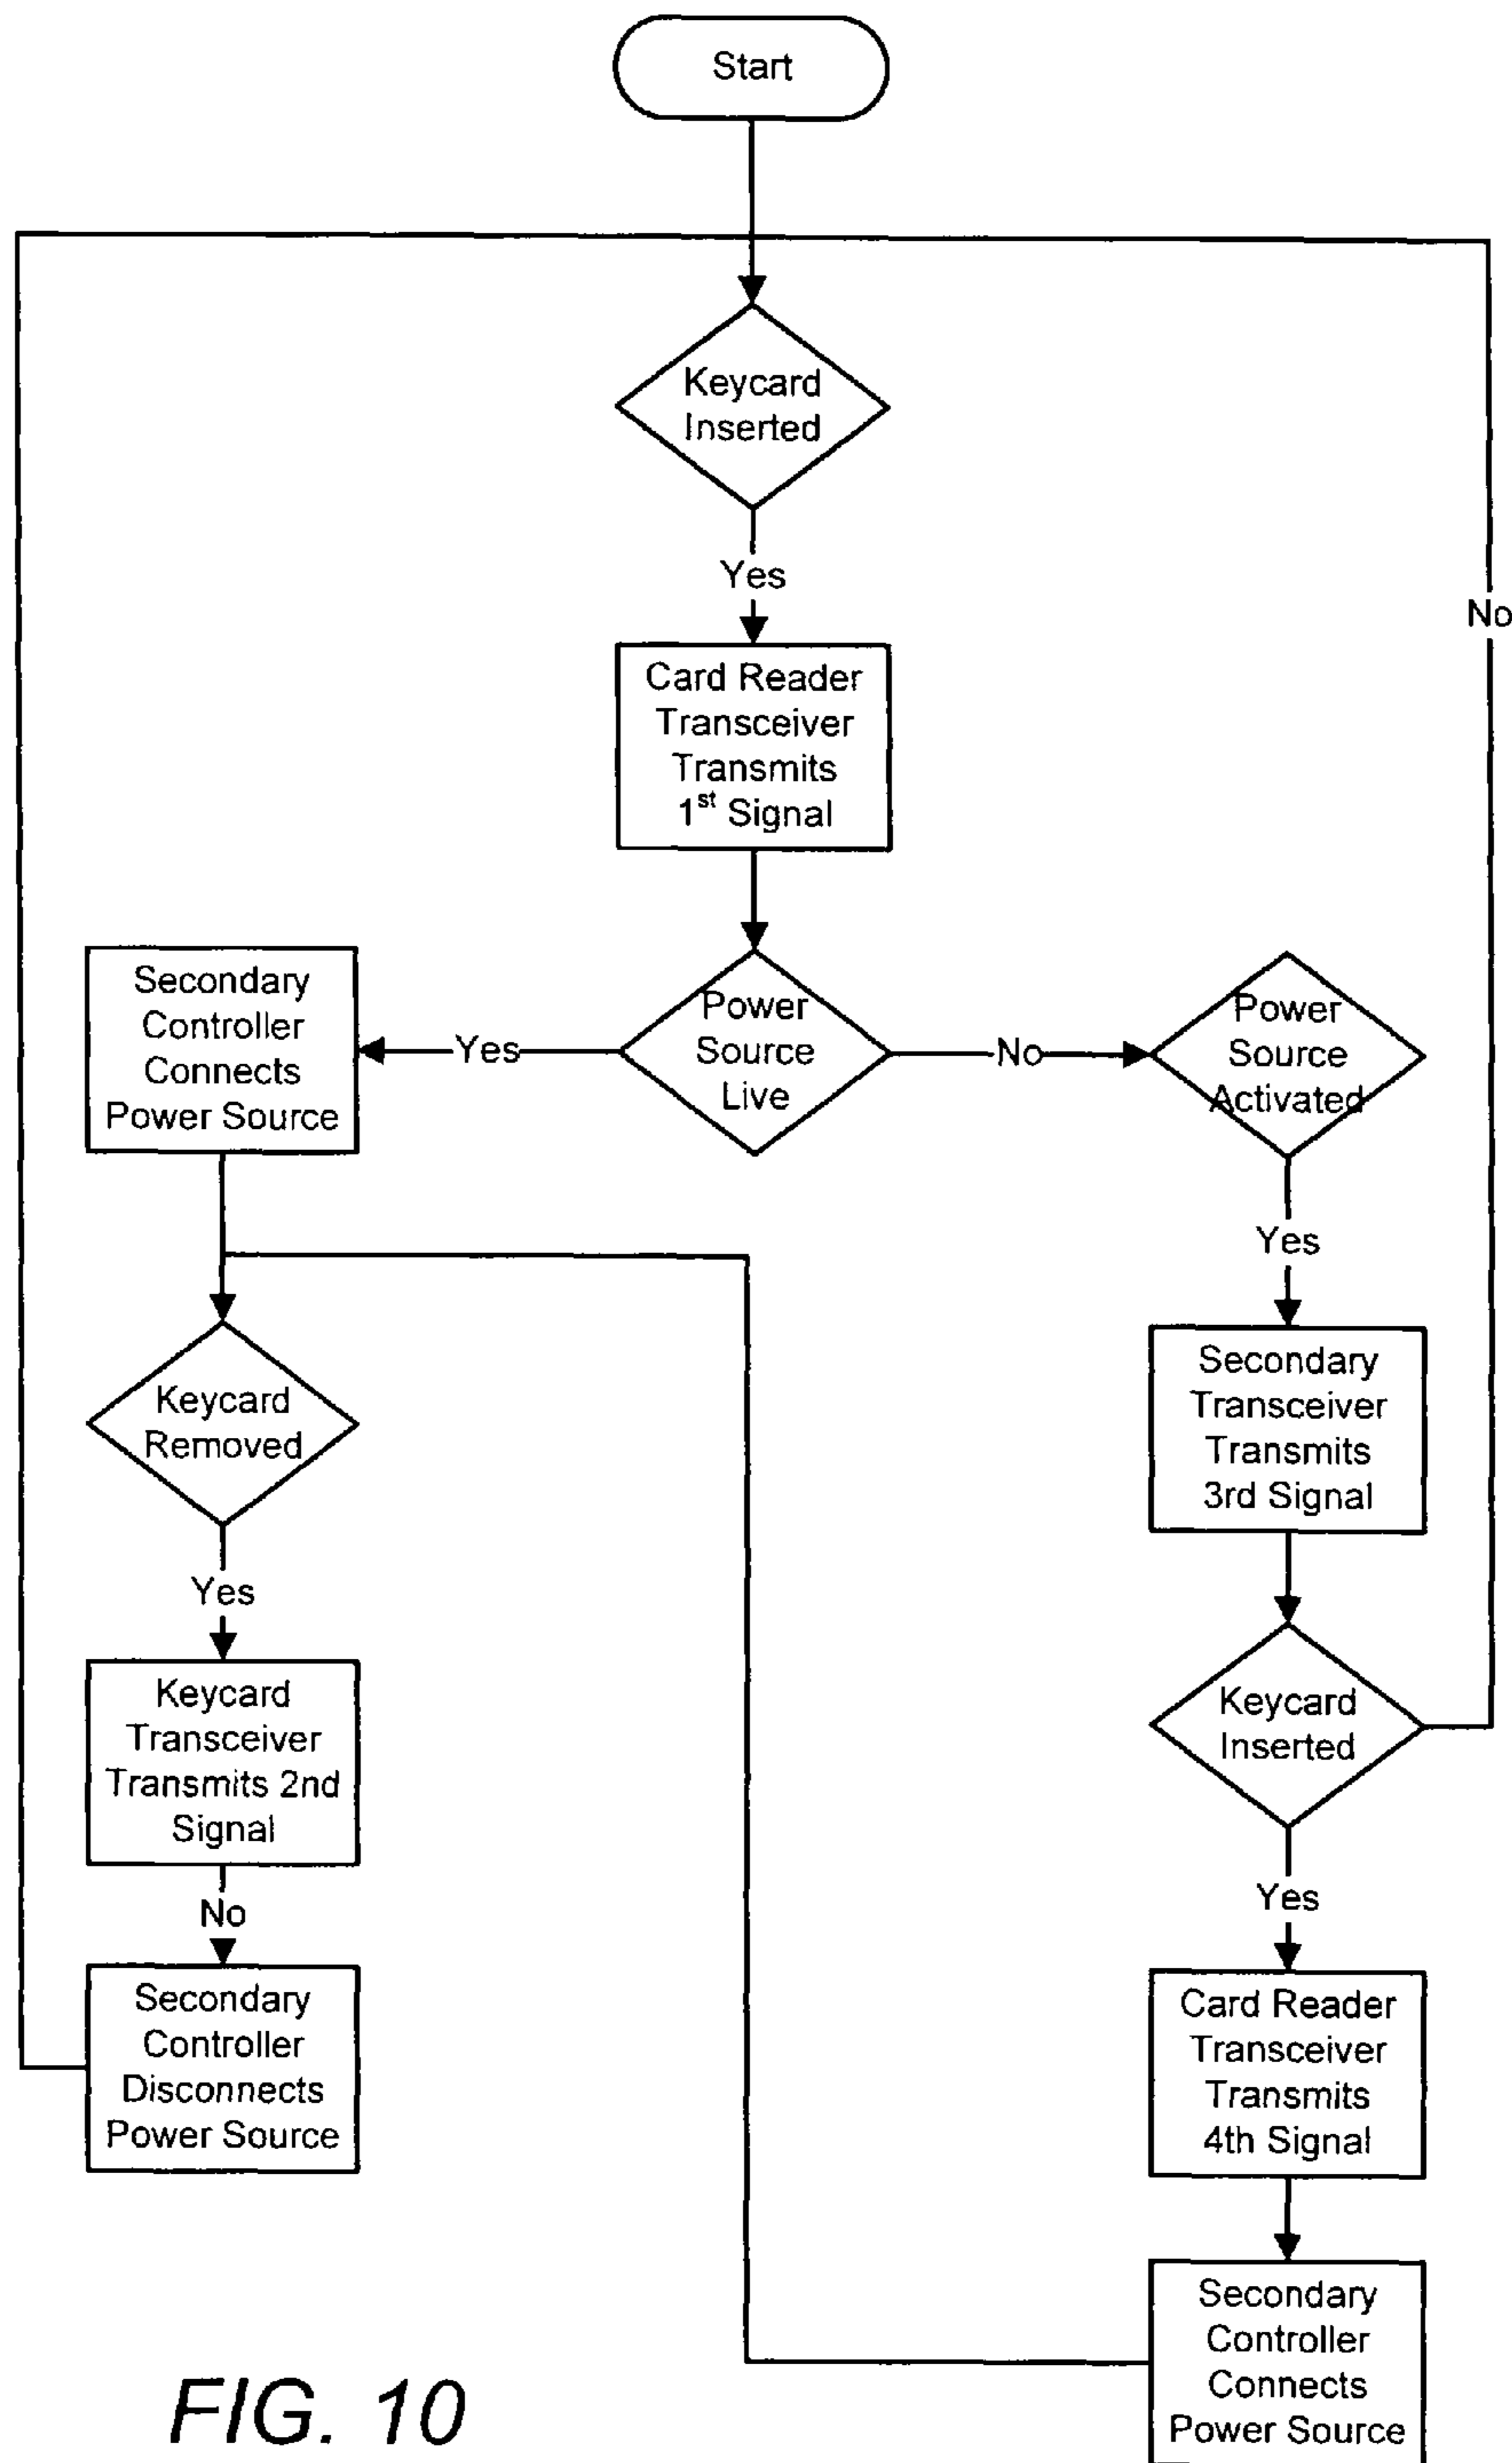 Start
Keycard
Inserted
Yes
No
Card Reader
Transceiver
Transmits
1st Signal
Secondary
Controller
Connects
Power Source
Yes
Power
Source
Live
No
Power
Source
Activated
Yes
Keycard
Removed
Secondary
Transceiver
Transmits
3rd Signal
Yes
Keycard
Transceiver
Transmits 2nd
Signal
Keycard
Inserted
No
Yes
Secondary
Controller
Disconnects
Power Source
Card Reader
Transceiver
Transmits
4th Signal
Secondary
Controller
Connects
Power Source
FIG. 10